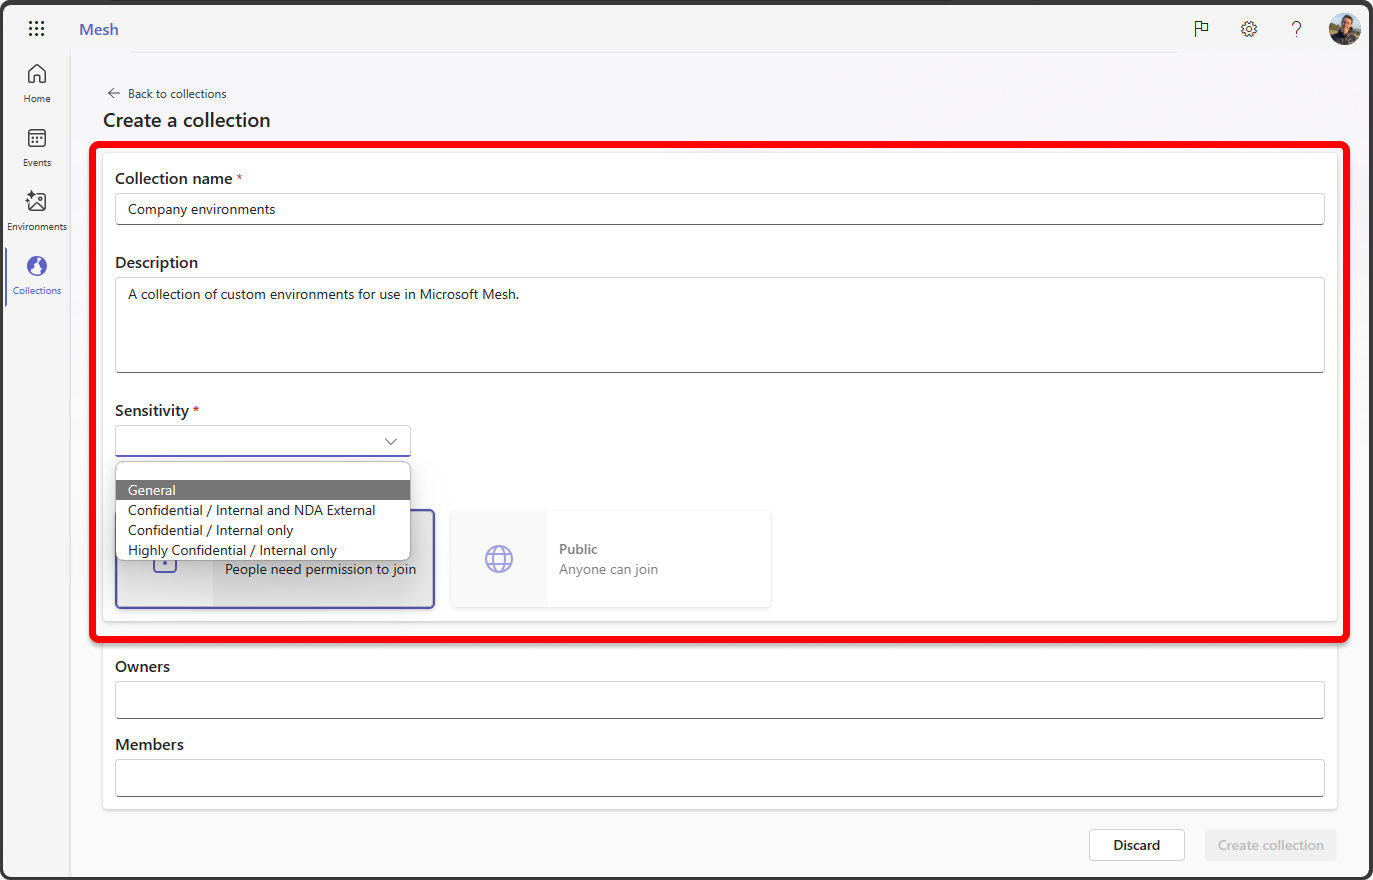 Mesh
Home
Events
Environments
Collections
Back to collections
Create a collection
Collection name *
Company environments
Description
A collection of custom environments for use in Microsoft Mesh.
Sensitivity *
General
Confidential / Internal and NDA External
Confidential / Internal only
Highly Confidential / Internal only
People need permission to join
Public
Anyone can join
Owners
Members
Discard
Create collection